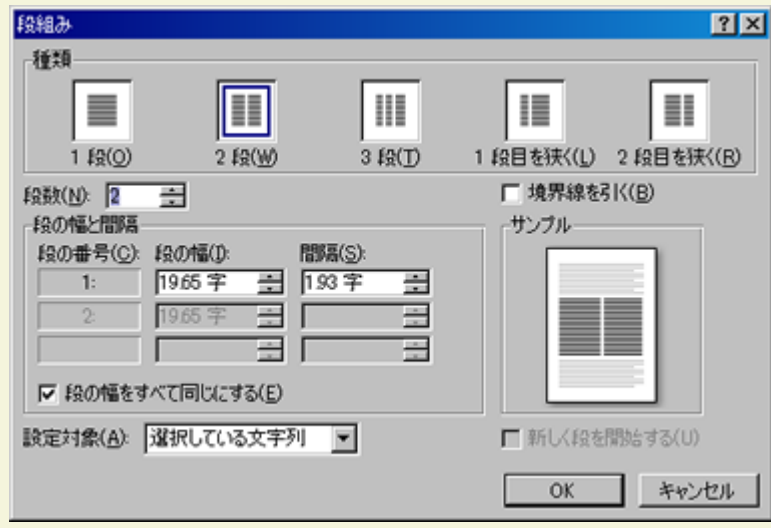 段組み
種類
1 段(O) 2 段(W) 3 段(T) 1 段目を狭く(L) 2 段目を狭く(R)
段数(N): 2 境界線を引く(B)
段の幅と間隔 サンプル
段の番号(C): 段の幅(I): 間隔(S):
1: 19.65 字 1.93 字
2: 19.65 字
段の幅をすべて同じにする(E)
設定対象(A): 選択している文字列 新しく段を開始する(U)
OK キャンセル